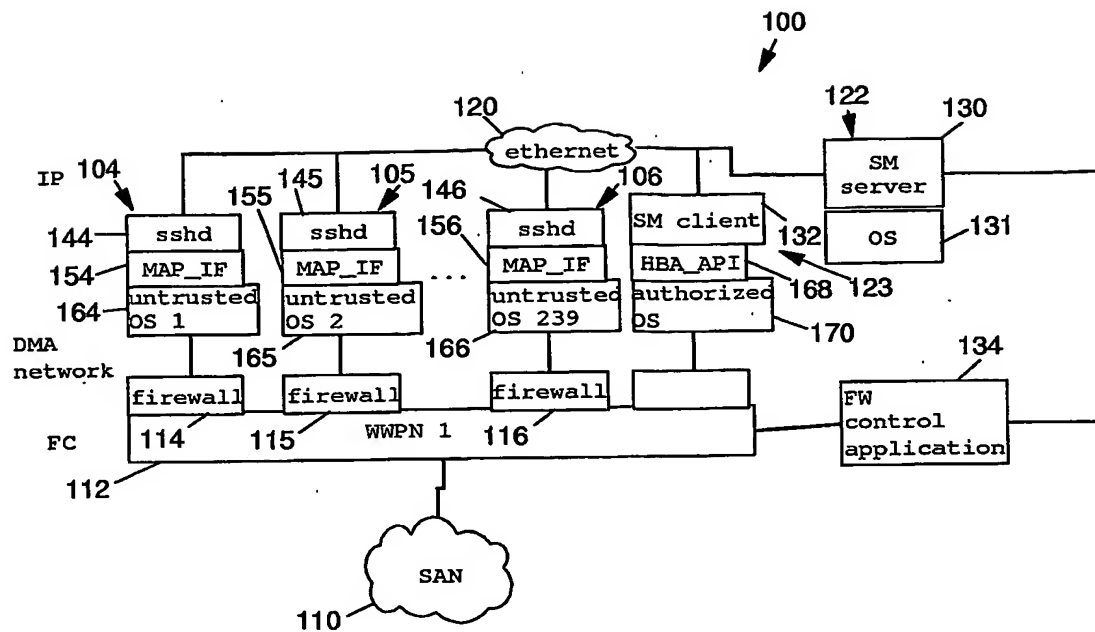 100
120
122
130
ethernet
SM
server
IP
104
145
105
146
106
144
sshd
155
sshd
156
sshd
SM client
132
OS
131
154
MAP_IF
MAP_IF
...
MAP_IF
HBA_API
168
123
164
untrusted
OS 1
untrusted
OS 2
untrusted
OS 239
authorized
OS
170
165
166
DMA
network
134
firewall
firewall
firewall
FW
control
application
114
115
WWPN 1
116
FC
112
SAN
110